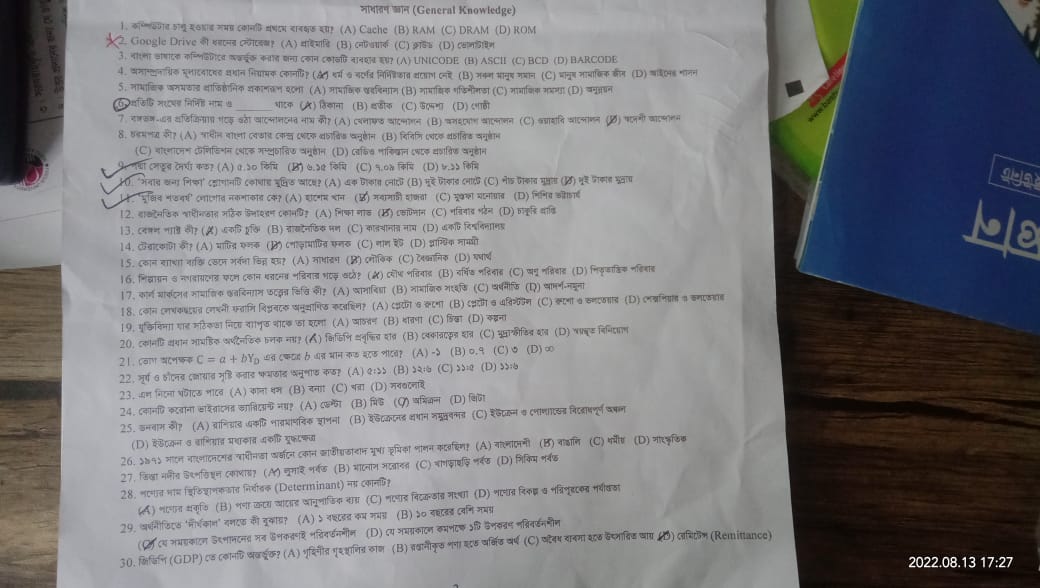 সাধারণ জ্ঞান (General Knowledge)
1. কম্পিউটার চালু হওয়ার সময় কোনটি প্রথমে ব্যবহৃত হয়? (A) Cache (B) RAM (C) DRAM (D) ROM
2. Google Drive কী ধরনের স্টোরেজ? (A) প্রাইমারি (B) নেটওয়ার্ক (C) ক্লাউড (D) মোবাইল
3. বাংলা ভাষাকে কম্পিউটারে অন্তর্ভুক্ত করার জন্য কোন কোডটি ব্যবহার হয়? (A) UNICODE (B) ASCII (C) BCD (D) BARCODE
4. অসাম্প্রদায়িক মূল্যবোধের প্রধান নিয়ামক কোনটি? (A) ধর্ম ও বর্ণের নির্দিষ্টতার প্রয়োগ নেই (B) সকল মানুষ সমান (C) মানুষ সামাজিক জীব (D) আইনের শাসন
5. সামাজিক অসমতার প্রাতিষ্ঠানিক প্রকাশরূপ হলো (A) সামাজিক স্তরবিন্যাস (B) সামাজিক গতিশীলতা (C) সামাজিক সমস্যা (D) অনুন্নয়ন
6. প্রতিটি সংঘের নির্দিষ্ট নাম ও ________ থাকে (A) ঠিকানা (B) প্রতীক (C) উদ্দেশ্য (D) গোষ্ঠী
7. বঙ্গভঙ্গ-এর প্রতিক্রিয়ায় গড়ে ওঠা আন্দোলনের নাম কী? (A) খেলাফত আন্দোলন (B) অসহযোগ আন্দোলন (C) ওয়াহাবি আন্দোলন (D) স্বদেশী আন্দোলন
8. চরমপত্র কী? (A) স্বাধীন বাংলা বেতার কেন্দ্র থেকে প্রচারিত অনুষ্ঠান (B) বিবিসি থেকে প্রচারিত অনুষ্ঠান
(C) বাংলাদেশ টেলিভিশন থেকে সম্প্রচারিত অনুষ্ঠান (D) রেডিও পাকিস্তান থেকে প্রচারিত অনুষ্ঠান
9. পদ্মা সেতুর দৈর্ঘ্য কত? (A) ৫.১০ কিমি (B) ৬.১৫ কিমি (C) ৭.০৯ কিমি (D) ৮.১১ কিমি
10. 'সবার জন্য শিক্ষা' স্লোগানটি কোথায় মুদ্রিত আছে? (A) এক টাকার নোটে (B) দুই টাকার নোটে (C) পাঁচ টাকার মুদ্রায় (D) দুই টাকার মুদ্রায়
11. 'মুজিব শতবর্ষ' লোগোর নকশাকার কে? (A) হাশেম খান (B) সব্যসাচী হাজরা (C) মুস্তফা মনোয়ার (D) শিশির ভট্টাচার্য
12. রাজনৈতিক স্বাধীনতার সঠিক উদাহরণ কোনটি? (A) শিক্ষা লাভ (B) ভোটদান (C) পরিবার গঠন (D) চাকুরি প্রাপ্তি
13. বেঙ্গল প্যাক্ট কী? (A) একটি চুক্তি (B) রাজনৈতিক দল (C) কারখানার নাম (D) একটি বিশ্ববিদ্যালয়
14. টেরাকোটা কী? (A) মাটির ফলক (B) পোড়ামাটির ফলক (C) লাল ইট (D) প্লাস্টিক সামগ্রী
15. কোন ব্যাখ্যা ব্যক্তি ভেদে সর্বদা ভিন্ন হয়? (A) সাধারণ (B) লৌকিক (C) বৈজ্ঞানিক (D) যথার্থ
16. শিল্পায়ন ও নগরায়ণের ফলে কোন ধরনের পরিবার গড়ে ওঠে? (A) যৌথ পরিবার (B) বর্ধিত পরিবার (C) অণু পরিবার (D) পিতৃতান্ত্রিক পরিবার
17. কার্ল মার্কসের সামাজিক স্তরবিন্যাস তত্ত্বের ভিত্তি কী? (A) আমাবিয়া (B) সামাজিক সংহতি (C) অর্থনীতি (D) আদর্শ-নমুনা
18. কোন লেখকদ্বয়ের লেখনী ফরাসি বিপ্লবকে অনুপ্রাণিত করেছিল? (A) প্লেটো ও রুশো (B) প্লেটো ও এরিস্টটল (C) রুশো ও ভলতেয়ার (D) শেক্সপিয়র ও ভলতেয়ার
19. যুক্তিবিদ্যা যার সঠিকতা নিয়ে ব্যাপৃত থাকে তা হলো (A) আচরণ (B) ধারণা (C) চিন্তা (D) কল্পনা
20. কোনটি প্রধান সামষ্টিক অর্থনৈতিক চলক নয়? (A) জিডিপি প্রবৃদ্ধির হার (B) বেকারত্বের হার (C) মুদ্রাস্ফীতির হার (D) স্বয়ম্ভূত বিনিয়োগ
21. ভোগ অপেক্ষক C = a + bY<sub>D</sub> এর ক্ষেত্রে b এর মান কত হতে পারে? (A) -১ (B) ০.৭ (C) ৩ (D) ∞
22. সূর্য ও চাঁদের জোয়ার সৃষ্টি করার ক্ষমতার অনুপাত কত? (A) ৫:১১ (B) ১২:৬ (C) ১১:৫ (D) ১১:৬
23. এল নিনো ঘটাতে পারে (A) কাদা ধস (B) বন্যা (C) খরা (D) সবগুলোই
24. কোনটি করোনা ভাইরাসের ভ্যারিয়েন্ট নয়? (A) ডেল্টা (B) মিউ (C) অমিক্রন (D) থিটা
25. ডনবাস কী? (A) রাশিয়ার একটি পারমাণবিক স্থাপনা (B) ইউক্রেনের প্রধান সমুদ্রবন্দর (C) ইউক্রেন ও পোল্যান্ডের বিরোধপূর্ণ অঞ্চল
(D) ইউক্রেন ও রাশিয়ার মধ্যকার একটি যুদ্ধক্ষেত্র
26. ১৯৭১ সালে বাংলাদেশের স্বাধীনতা অর্জনে কোন জাতীয়তাবাদ মুখ্য ভূমিকা পালন করেছিল? (A) বাংলাদেশী (B) বাঙালি (C) ধর্মীয় (D) সাংস্কৃতিক
27. তিস্তা নদীর উৎপত্তিস্থল কোথায়? (A) লুসাই পর্বত (B) মানোস সরোবর (C) খাগড়াছড়ি পর্বত (D) সিকিম পর্বত
28. পণ্যের দাম স্থিতিস্থাপকতার নির্ধারক (Determinant) নয় কোনটি?
(A) পণ্যের প্রকৃতি (B) পণ্য ক্রয়ে আয়ের আনুপাতিক ব্যয় (C) পণ্যের বিক্রেতার সংখ্যা (D) পণ্যের বিকল্প ও পরিপূরকের পর্যাপ্ততা
29. অর্থনীতিতে 'দীর্ঘকাল' বলতে কী বুঝায়? (A) ১ বছরের কম সময় (B) ১০ বছরের বেশি সময়
(C) যে সময়কালে উৎপাদনের সব উপকরণই পরিবর্তনশীল (D) যে সময়কালে কমপক্ষে ১টি উপকরণ পরিবর্তনশীল
30. জিডিপি (GDP) তে কোনটি অন্তর্ভুক্ত? (A) গৃহিণীর গৃহস্থালির কাজ (B) রপ্তানীকৃত পণ্য হতে অর্জিত অর্থ (C) অবৈধ ব্যবসা হতে উৎসারিত আয় (D) রেমিটেন্স (Remittance)
2022.08.13 17:27